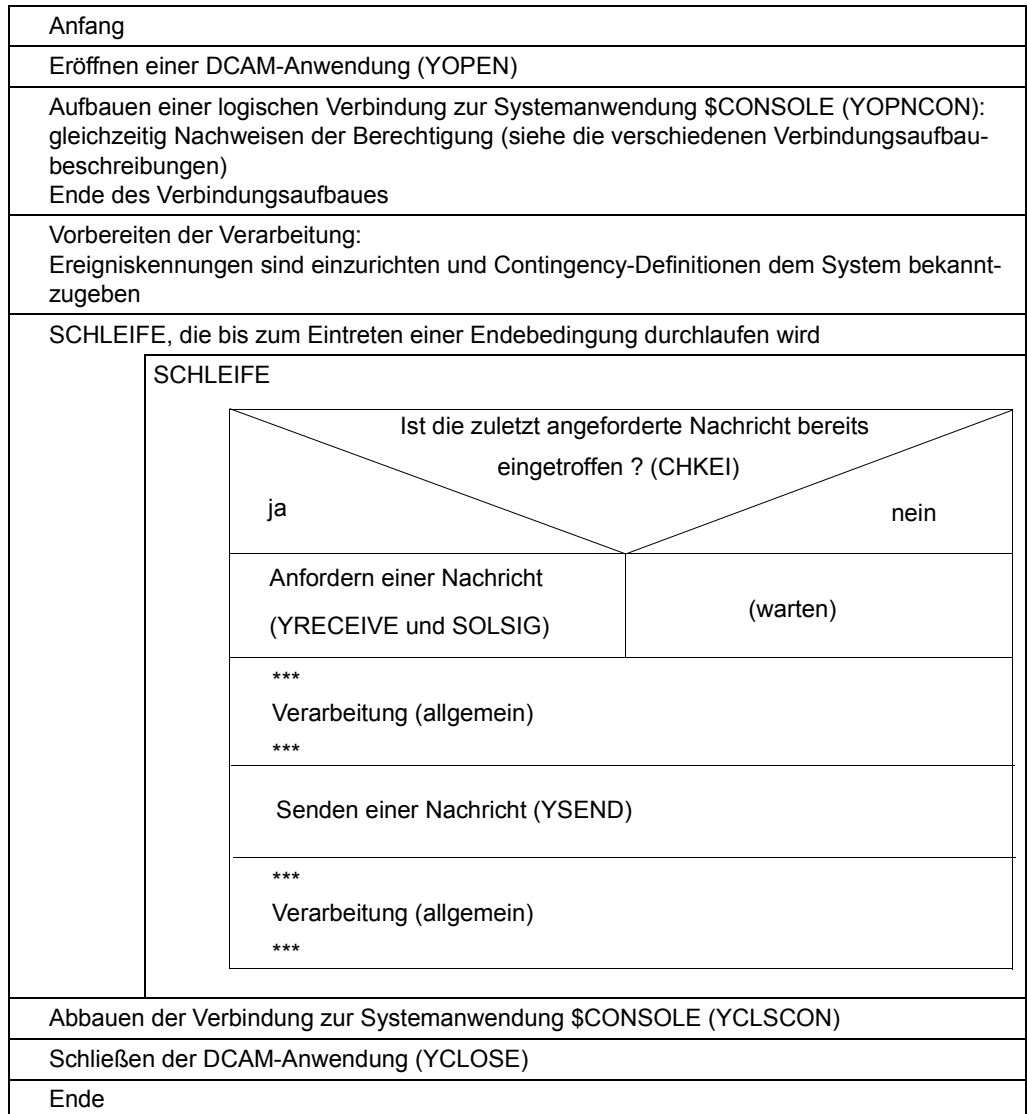 Anfang
Eröffnen einer DCAM-Anwendung (YOPEN)
Aufbauen einer logischen Verbindung zur Systemanwendung $CONSOLE (YOPNCON):
gleichzeitig Nachweisen der Berechtigung (siehe die verschiedenen Verbindungsaufbau-
beschreibungen)
Ende des Verbindungsaufbaues
Vorbereiten der Verarbeitung:
Ereigniskennungen sind einzurichten und Contingency-Definitionen dem System bekannt-
zugeben
SCHLEIFE, die bis zum Eintreten einer Endebedingung durchlaufen wird
SCHLEIFE
Ist die zuletzt angeforderte Nachricht bereits
eingetroffen ? (CHKEI)
ja
nein
Anfordern einer Nachricht
(YRECEIVE und SOLSIG)
(warten)
***
Verarbeitung (allgemein)
***
Senden einer Nachricht (YSEND)
***
Verarbeitung (allgemein)
***
Abbauen der Verbindung zur Systemanwendung $CONSOLE (YCLSCON)
Schließen der DCAM-Anwendung (YCLOSE)
Ende